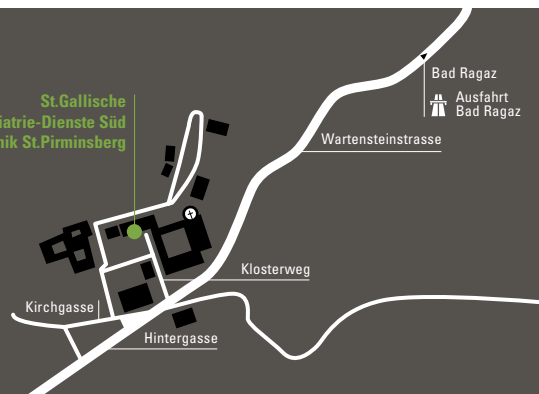 St.Gallische
iatrie-Dienste Süd
nik St.Pirminsberg
Bad Ragaz
Ausfahrt
Bad Ragaz
Wartensteinstrasse
Klosterweg
Kirchgasse
Hintergasse